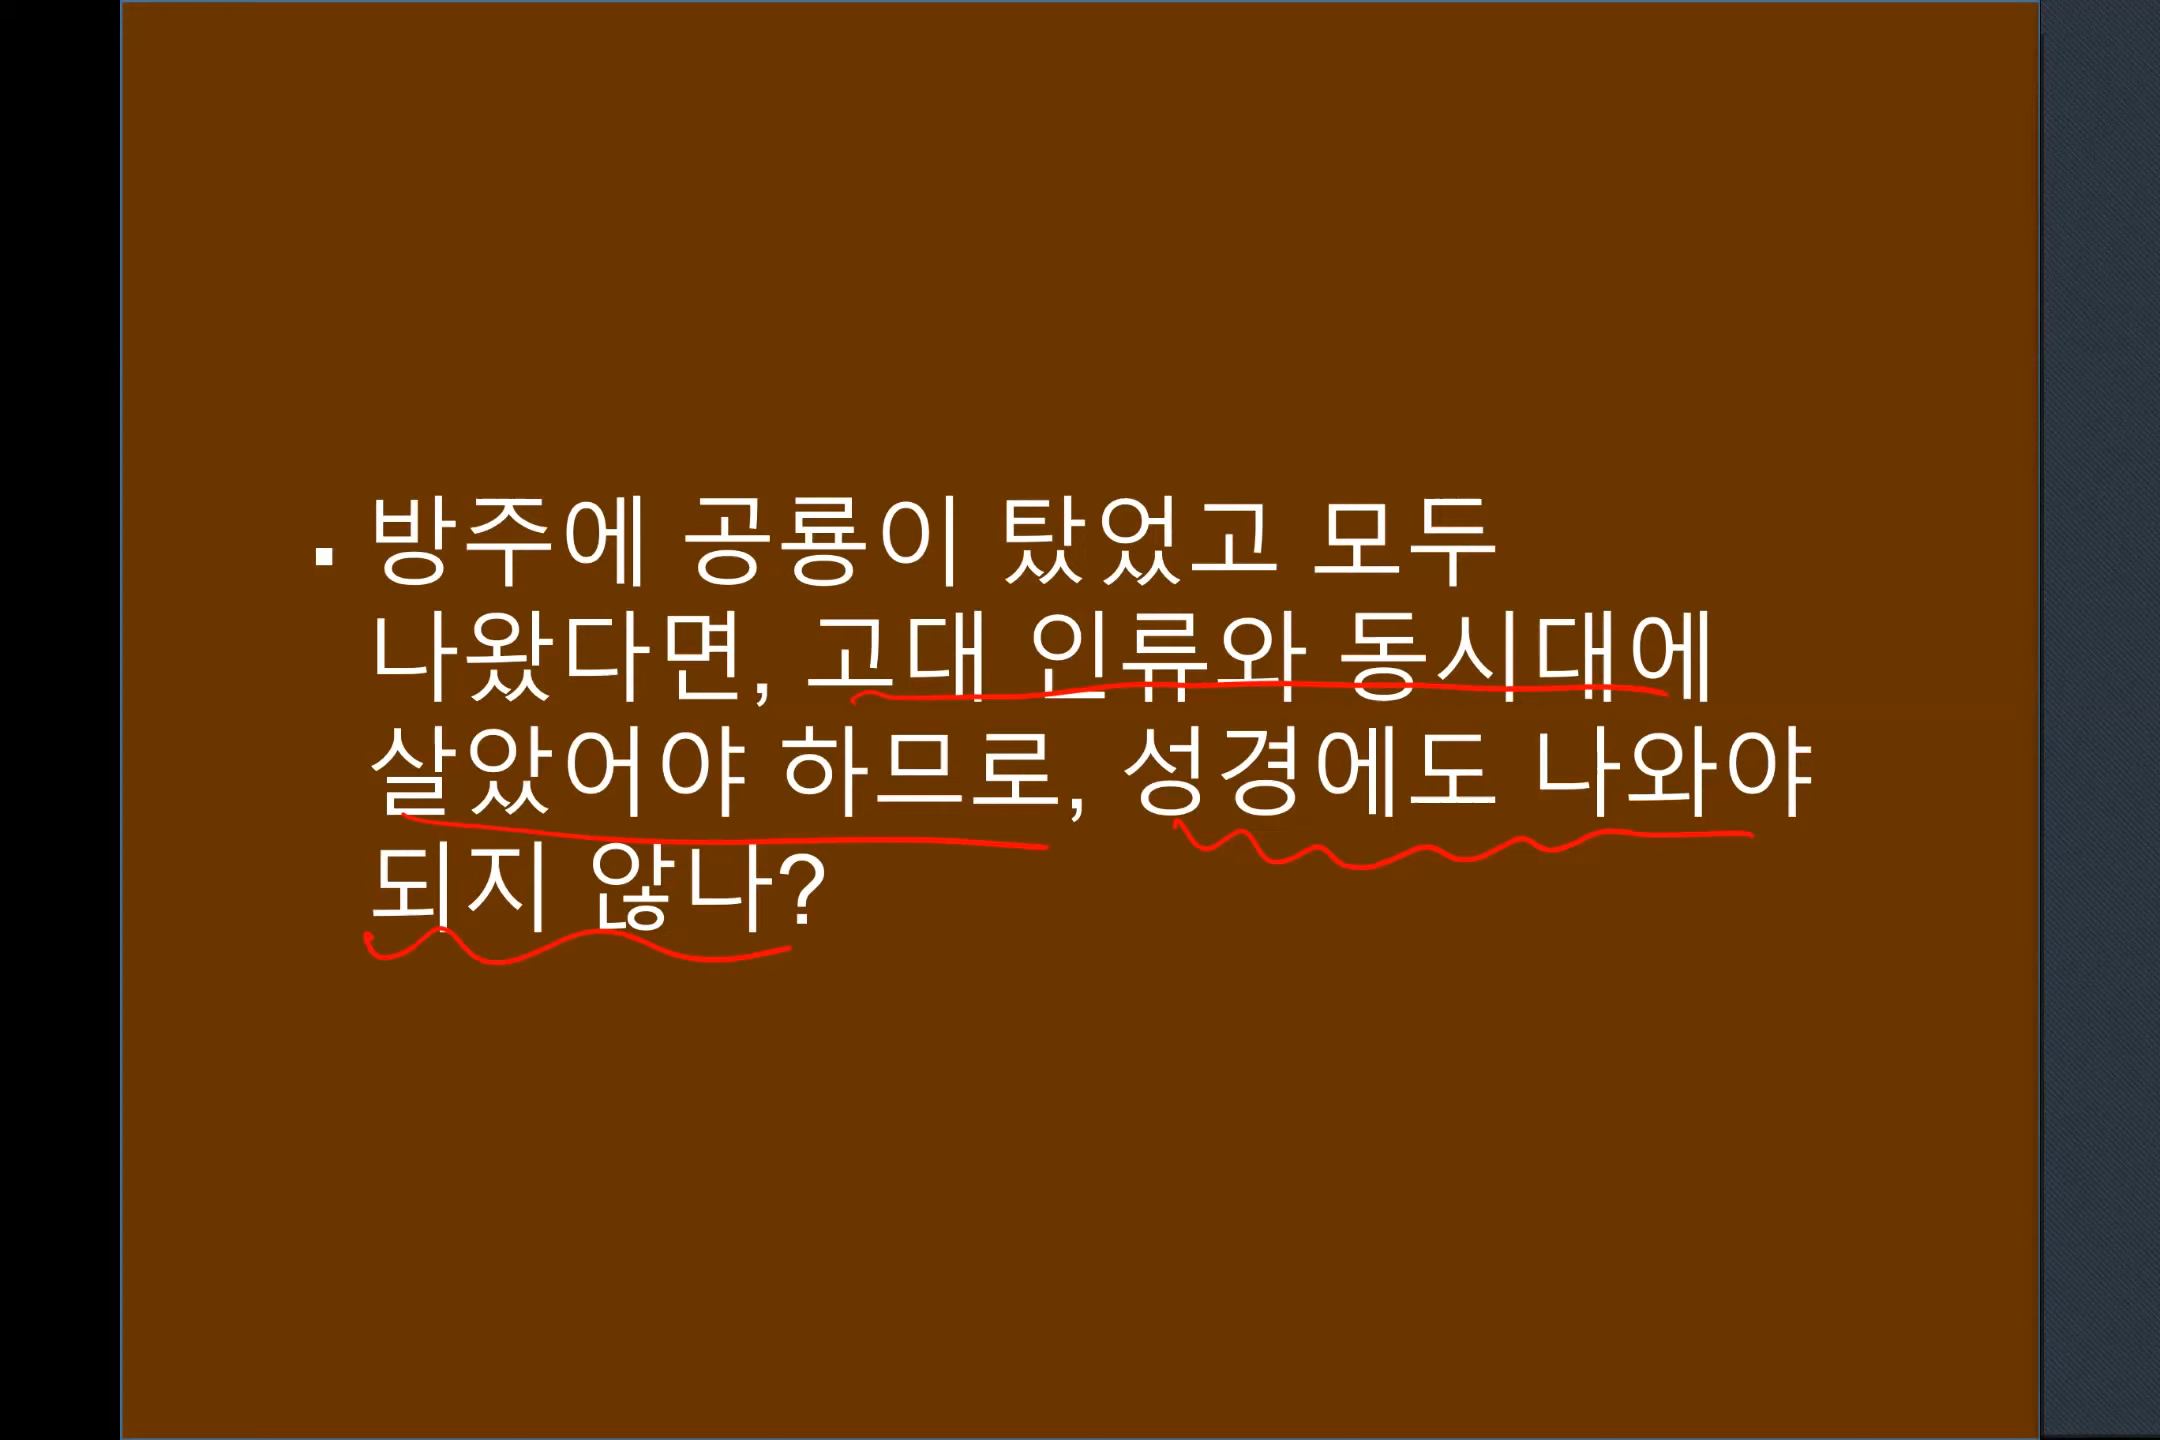 ▪ 방주에 공룡이 탔었고 모두
나왔다면, 고대 인류와 동시대에
살았어야 하므로, 성경에도 나와야
되지 않나?